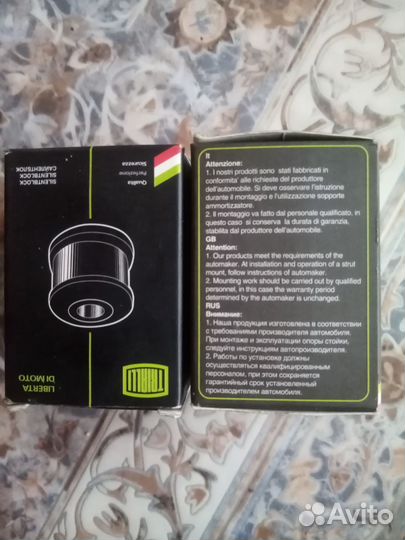 Qualita
Perfezione
Sicurezza
SILENTBLOCK
SILENTBLOCK
САЙЛЕНТБЛОК
TRIALLI
LIBERTA
DI MOTO
It
Attenzione:
1. I nostri prodotti sono stati fabbricati in
conformita' alle richieste del produttore
dell'automobile. Si deve osservare l'istruzione
durante il montaggio e l'utilizzazione sopporte
ammortizzatore.
2. Il montaggio va fatto dal personale qualificato, in
questo caso si conserva la durata di garanzia,
stabilita dal produttore dell'automobile.
GB
Attention:
1. Our products meet the requirements of the
automaker. At installation and operation of a strut
mount, follow instructions of automaker.
2. Mounting work should be carried out by qualified
personnel, in this case the warranty period
determined by the automaker is unchanged.
RUS
Внимание:
1. Наша продукция изготовлена в соответствии
с требованиями производителя автомобиля.
При монтаже и эксплуатации опоры стойки,
следуйте инструкциям автопроизводителя.
2. Работы по установке должны
осуществляться квалифицированным
персоналом, при этом сохраняется
гарантийный срок установленный
производителем автомобиля.
Avito